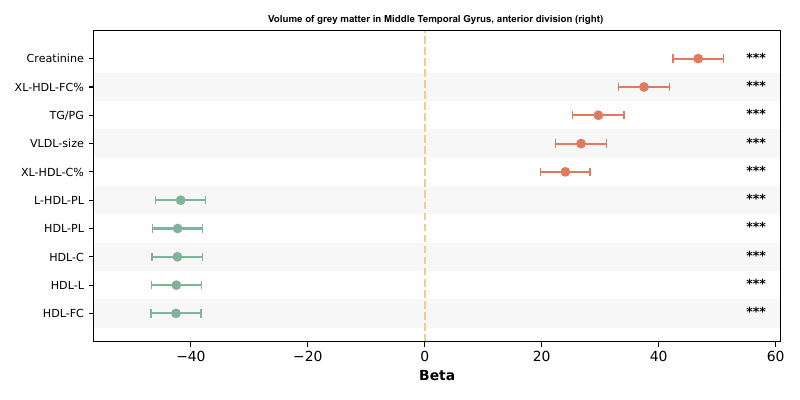 Volume of grey matter in Middle Temporal Gyrus, anterior division (right)
Creatinine ***
XL-HDL-FC% ***
TG/PG ***
VLDL-size ***
XL-HDL-C% ***
L-HDL-PL ***
HDL-PL ***
HDL-C ***
HDL-L ***
HDL-FC ***
−40 −20 0 20 40 60
Beta